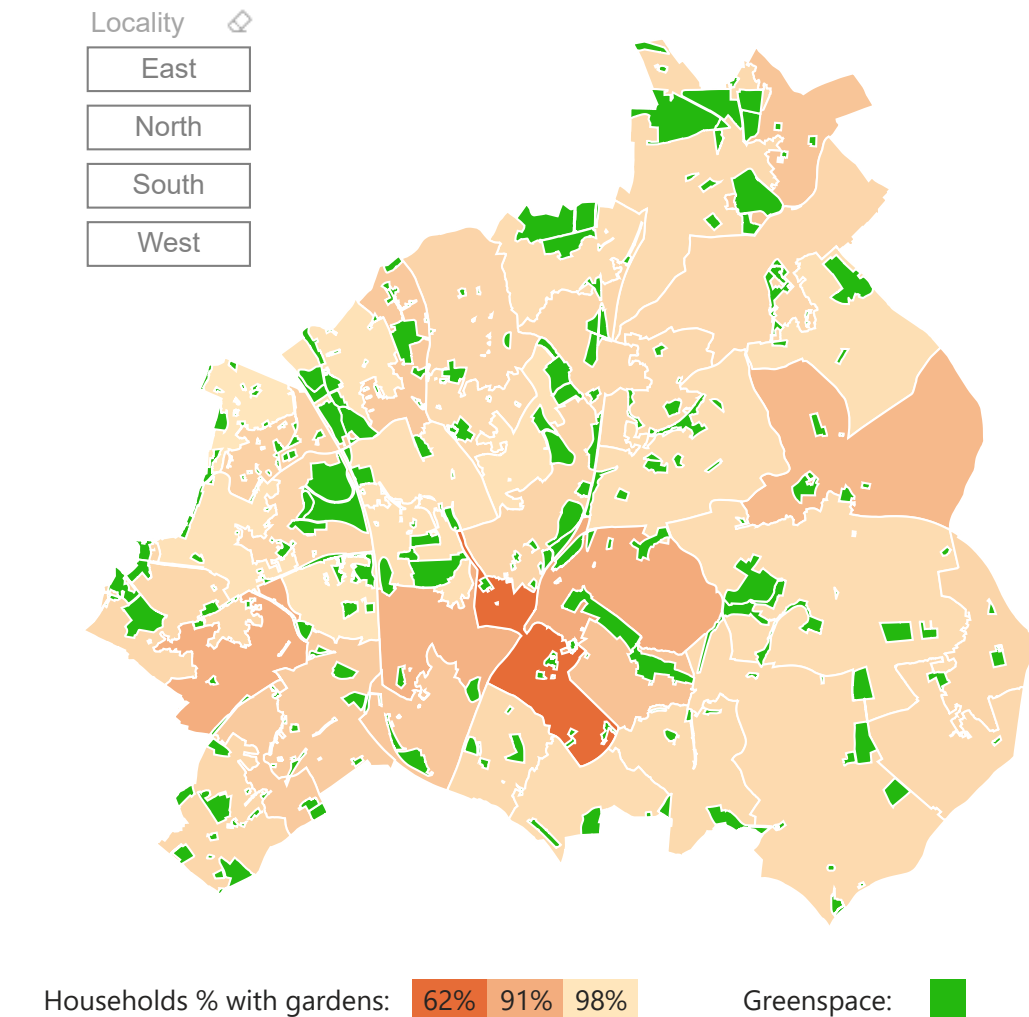 Locality
East
North
South
West
Households % with gardens: 62% 91% 98% Greenspace: